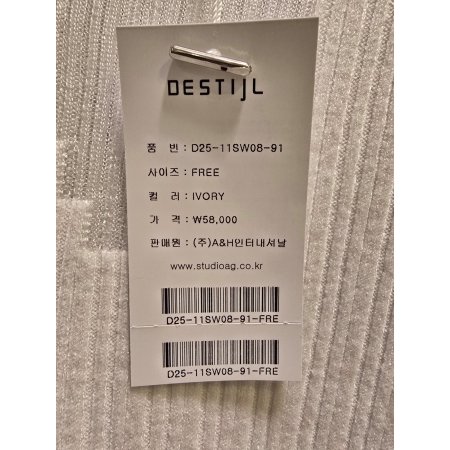 DESTIJL
품 번 : D25-11SW08-91
사이즈 : FREE
컬 러 : IVORY
가 격 : ₩58,000
판매원 : (주)A&H인터내셔날
www.studioag.co.kr
D25-11SW08-91-FRE
D25-11SW08-91-FRE